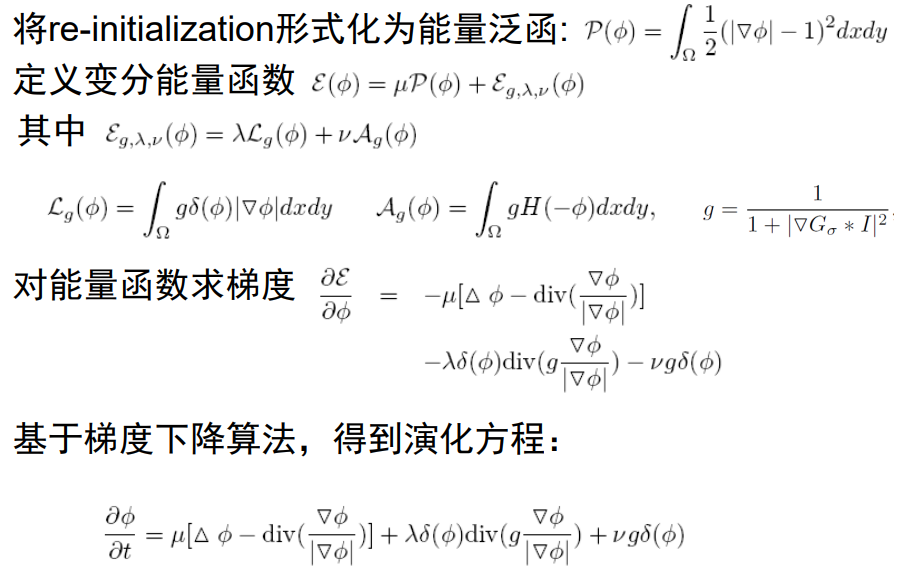 将re-initialization形式化为能量泛函: $\mathcal{P}(\phi) = \int_{\Omega} \frac{1}{2}(|\nabla\phi| - 1)^2 dxdy$
定义变分能量函数 $\mathcal{E}(\phi) = \mu\mathcal{P}(\phi) + \mathcal{E}_{g,\lambda,\nu}(\phi)$
其中 $\mathcal{E}_{g,\lambda,\nu}(\phi) = \lambda\mathcal{L}_g(\phi) + \nu\mathcal{A}_g(\phi)$
$\mathcal{L}_g(\phi) = \int_{\Omega} g\delta(\phi)|\nabla\phi|dxdy$ $\mathcal{A}_g(\phi) = \int_{\Omega} gH(-\phi)dxdy,$ $g = \frac{1}{1 + |\nabla G_\sigma * I|^2}.$
对能量函数求梯度 $\frac{\partial\mathcal{E}}{\partial\phi} = -\mu[\triangle\phi - \mathrm{div}(\frac{\nabla\phi}{|\nabla\phi|})]$
$-\lambda\delta(\phi)\mathrm{div}(g\frac{\nabla\phi}{|\nabla\phi|}) - \nu g\delta(\phi)$
基于梯度下降算法，得到演化方程：
$\frac{\partial\phi}{\partial t} = \mu[\triangle\phi - \mathrm{div}(\frac{\nabla\phi}{|\nabla\phi|})] + \lambda\delta(\phi)\mathrm{div}(g\frac{\nabla\phi}{|\nabla\phi|}) + \nu g\delta(\phi)$